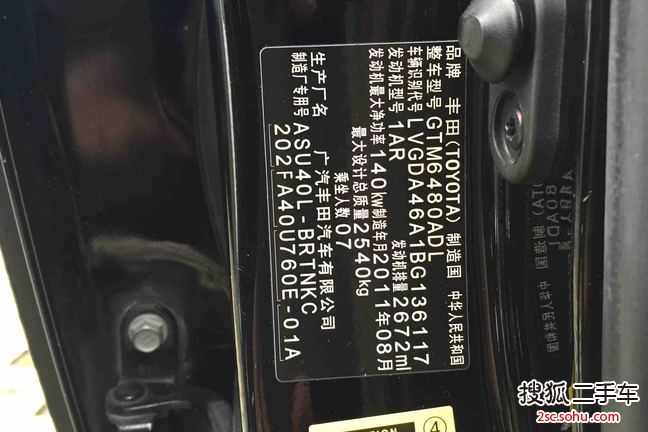 品牌 丰田(TOYOTA) 制造国 中华人民共和国
整车型号 GTM6480ADL
车辆识别代号 LVGDA46A1BG136117
发动机型号 1AR 发动机排量 2672ml
发动机最大净功率 140kw 制造年月 2011年08月
最大设计总质量 2540kg
乘坐人数 07
生产厂名 广汽丰田汽车有限公司
制造厂专用号 ASU40L-BRTNKC
202FA40U760E-01A
4
搜狐二手车
2sc.sohu.com